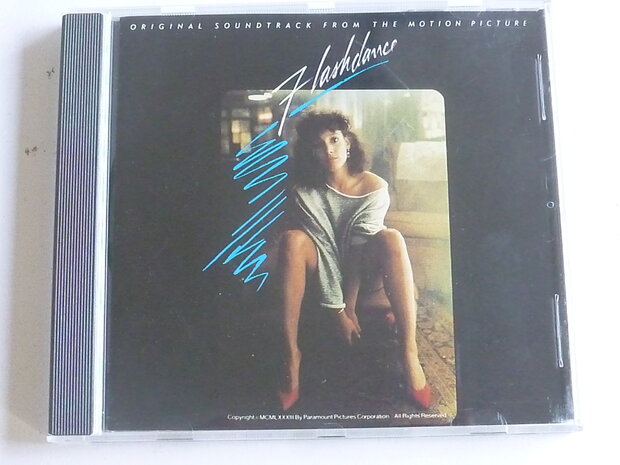 ORIGINAL SOUNDTRACK FROM THE MOTION PICTURE
Flashdance
Copyright - MCMLXXXIII By Paramount Pictures Corporation All Rights Reserved